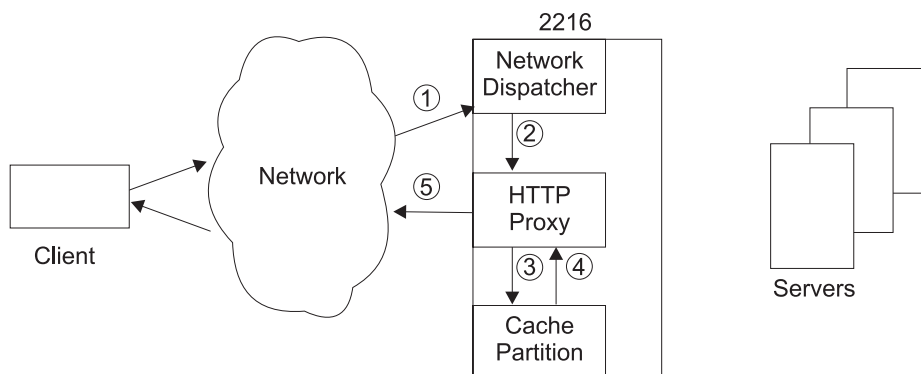 2216
Network
Dispatcher
①
②
Network
HTTP
Proxy
⑤
③
④
Client
Servers
Cache
Partition